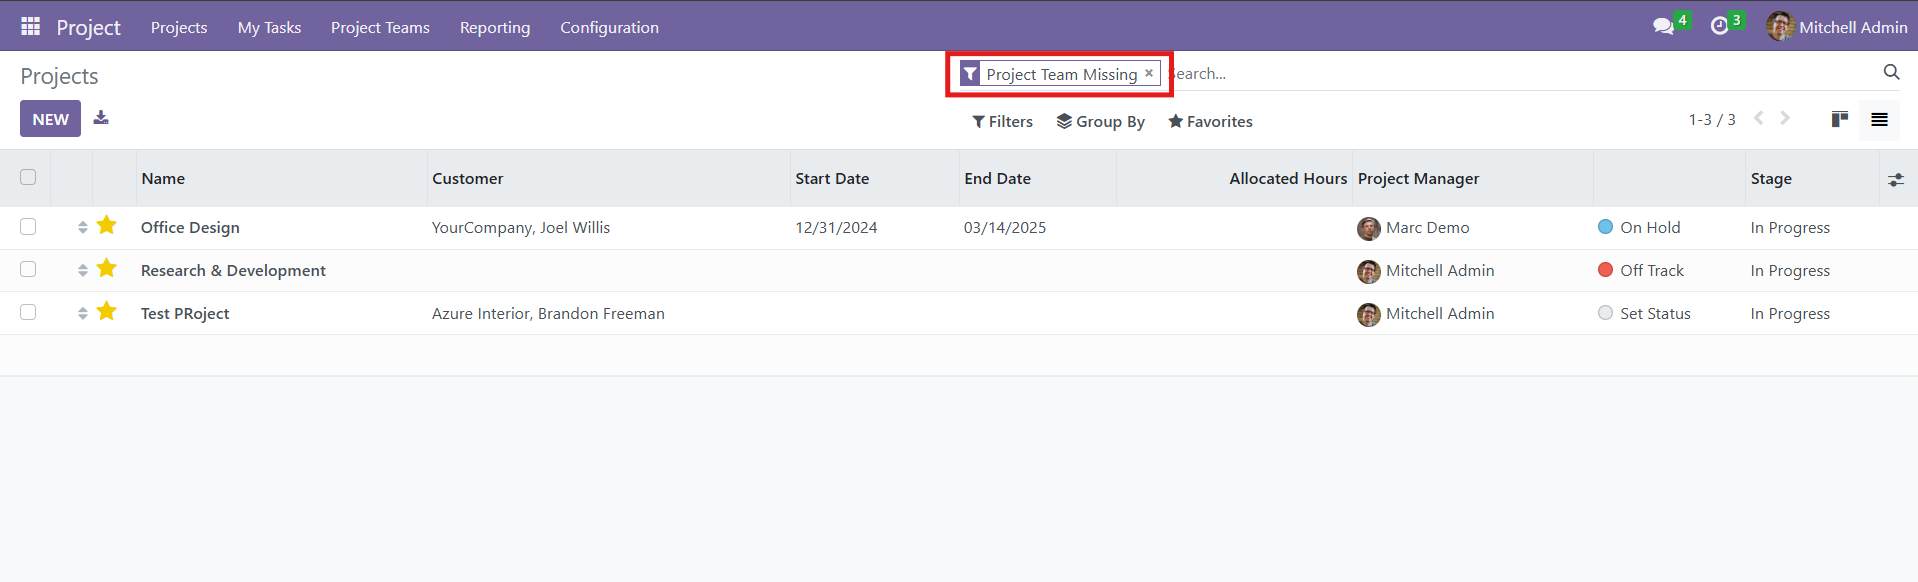 Project Projects My Tasks Project Teams Reporting Configuration 4 3 Mitchell Admin
Projects Project Team Missing × Search...
NEW Filters Group By Favorites 1-3 / 3
Name Customer Start Date End Date Allocated Hours Project Manager Stage
Office Design YourCompany, Joel Willis 12/31/2024 03/14/2025 Marc Demo On Hold In Progress
Research & Development Mitchell Admin Off Track In Progress
Test PRoject Azure Interior, Brandon Freeman Mitchell Admin Set Status In Progress